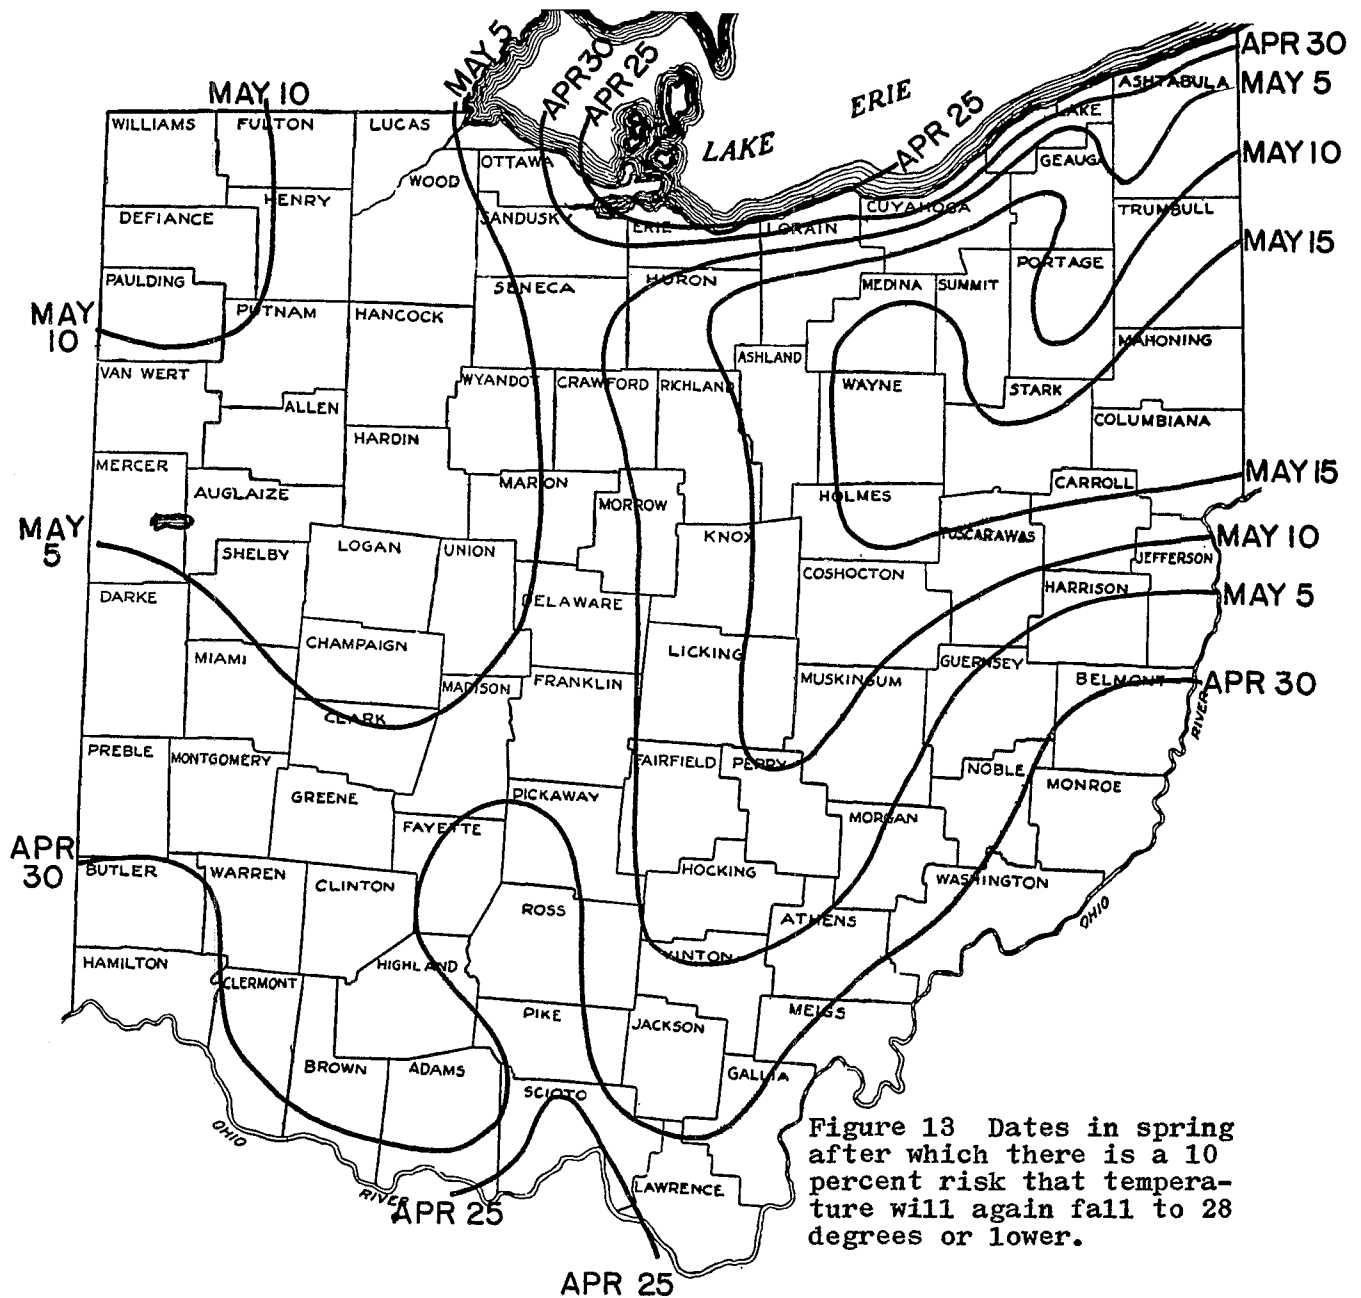 MAY 10
MAY 5
APR 30
APR 25
LAKE ERIE
APR 25
APR 30
MAY 5
MAY 10
MAY 15
WILLIAMS
FULTON
LUCAS
OTTAWA
WOOD
HENRY
DEFIANCE
SANDUSKY
ERIE
LORAIN
CUYAHOGA
LAKE
ASHTABULA
GEAUGA
TRUMBULL
PAULDING
PUTNAM
HANCOCK
SENECA
HURON
MEDINA
SUMMIT
PORTAGE
MAHONING
MAY
10
VAN WERT
ALLEN
WYANDOT
CRAWFORD
RICHLAND
ASHLAND
WAYNE
STARK
COLUMBIANA
HARDIN
MERCER
AUGLAIZE
MARION
MORROW
HOLMES
CARROLL
MAY 15
MAY
5
SHELBY
LOGAN
UNION
KNOX
TUSCARAWAS
MAY 10
JEFFERSON
COSHOCTON
HARRISON
MAY 5
DARKE
DELAWARE
MIAMI
CHAMPAIGN
LICKING
GUERNSEY
BELMONT
APR 30
MADISON
FRANKLIN
MUSKINGUM
CLARK
RIVER
PREBLE
MONTGOMERY
FAIRFIELD
PERRY
NOBLE
MONROE
GREENE
PICKAWAY
MORGAN
FAYETTE
APR
30
BUTLER
WARREN
CLINTON
HOCKING
WASHINGTON
ROSS
ATHENS
OHIO
HAMILTON
CLERMONT
HIGHLAND
VINTON
PIKE
JACKSON
MEIGS
BROWN
ADAMS
SCIOTO
GALLIA
OHIO
RIVER
LAWRENCE
APR 25
APR 25
Figure 13 Dates in spring
after which there is a 10
percent risk that tempera-
ture will again fall to 28
degrees or lower.